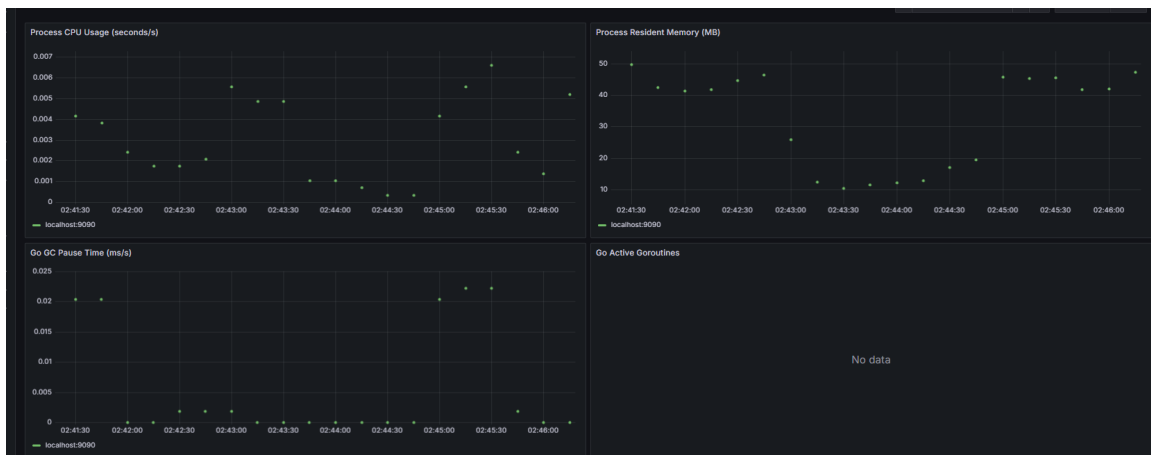 Process CPU Usage (seconds/s)
0.007
0.006
0.005
0.004
0.003
0.002
0.001
0
02:41:30 02:42:00 02:42:30 02:43:00 02:43:30 02:44:00 02:44:30 02:45:00 02:45:30 02:46:00
localhost:9090
Process Resident Memory (MB)
50
40
30
20
10
02:41:30 02:42:00 02:42:30 02:43:00 02:43:30 02:44:00 02:44:30 02:45:00 02:45:30 02:46:00
localhost:9090
Go GC Pause Time (ms/s)
0.025
0.02
0.015
0.01
0.005
0
02:41:30 02:42:00 02:42:30 02:43:00 02:43:30 02:44:00 02:44:30 02:45:00 02:45:30 02:46:00
localhost:9090
Go Active Goroutines
No data